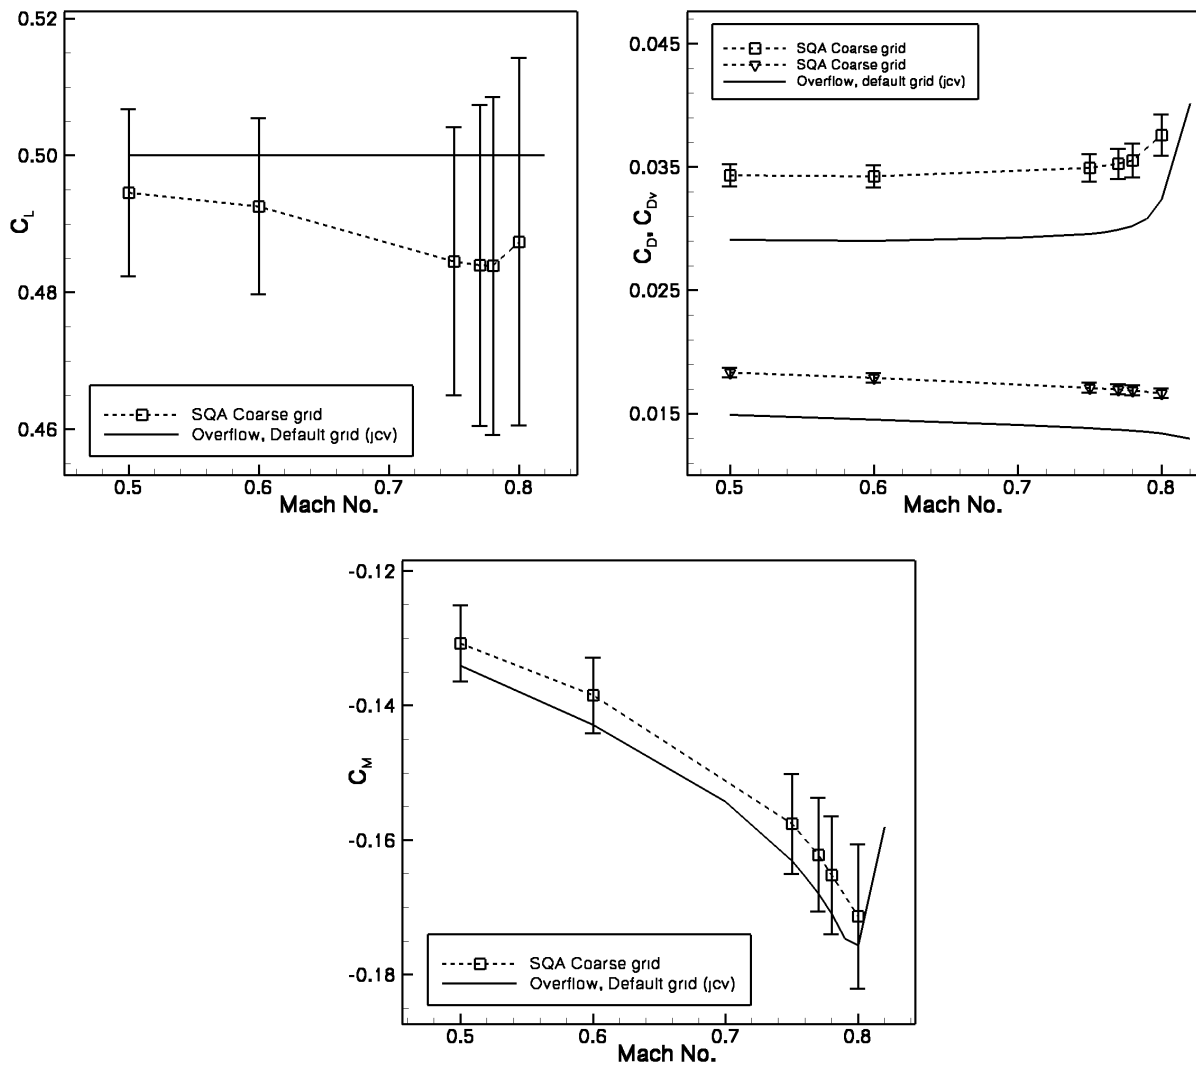 0.52
0.50
0.48
0.46
C_L
SQA Coarse grid
Overflow, Default grid (jcv)
0.5 0.6 0.7 0.8
Mach No.
0.045
0.035
0.025
0.015
C_D, C_Dv
SQA Coarse grid
SQA Coarse grid
Overflow, default grid (jcv)
0.5 0.6 0.7 0.8
Mach No.
-0.12
-0.14
-0.16
-0.18
C_M
SQA Coarse grid
Overflow, Default grid (jcv)
0.5 0.6 0.7 0.8
Mach No.